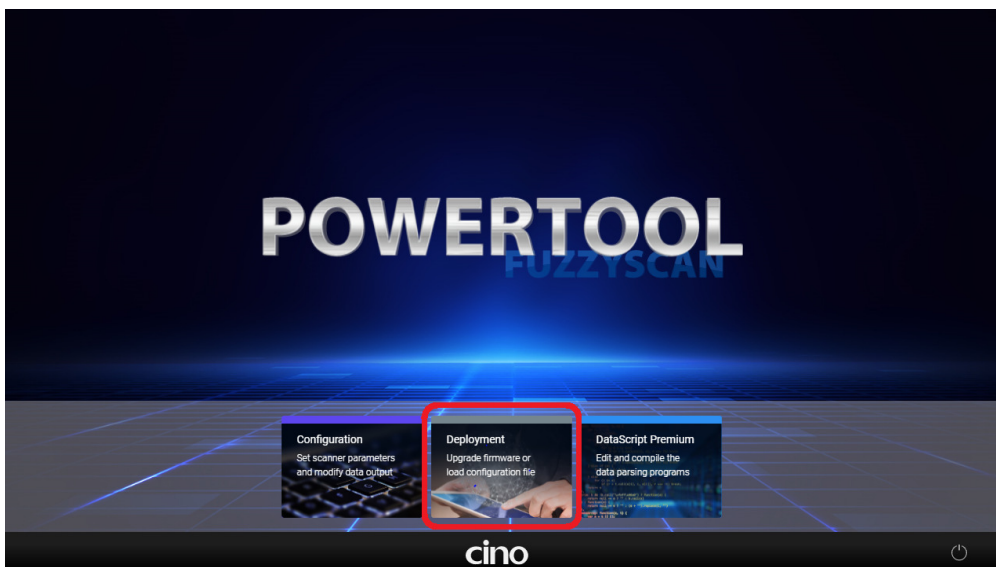 POWERTOOL
FUZZYSCAN
Configuration
Set scanner parameters
and modify data output
Deployment
Upgrade firmware or
load configuration file
DataScript Premium
Edit and compile the
data parsing programs
cino